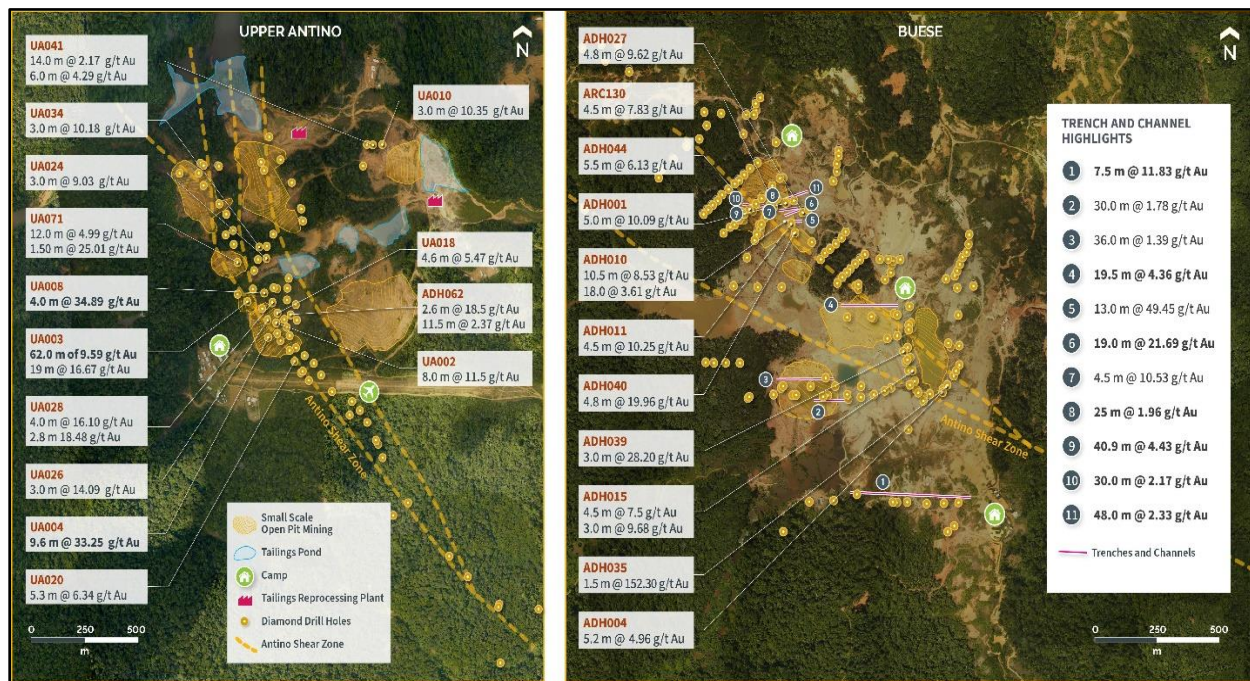 UPPER ANTINO
N
UA041
14.0 m @ 2.17 g/t Au
6.0 m @ 4.29 g/t Au
UA034
3.0 m @ 10.18 g/t Au
UA024
3.0 m @ 9.03 g/t Au
UA071
12.0 m @ 4.99 g/t Au
1.50 m @ 25.01 g/t Au
UA008
4.0 m @ 34.89 g/t Au
UA003
62.0 m of 9.59 g/t Au
19 m @ 16.67 g/t Au
UA028
4.0 m @ 16.10 g/t Au
2.8 m 18.48 g/t Au
UA026
3.0 m @ 14.09 g/t Au
UA004
9.6 m @ 33.25 g/t Au
UA020
5.3 m @ 6.34 g/t Au
UA010
3.0 m @ 10.35 g/t Au
UA018
4.6 m @ 5.47 g/t Au
ADH062
2.6 m @ 18.5 g/t Au
11.5 m @ 2.37 g/t Au
UA002
8.0 m @ 11.5 g/t Au
Antino Shear Zone
Small Scale
Open Pit Mining
Tailings Pond
Camp
Tailings Reprocessing Plant
Diamond Drill Holes
Antino Shear Zone
0 250 500
m
BUESE
N
ADH027
4.8 m @ 9.62 g/t Au
ARC130
4.5 m @ 7.83 g/t Au
ADH044
5.5 m @ 6.13 g/t Au
ADH001
5.0 m @ 10.09 g/t Au
ADH010
10.5 m @ 8.53 g/t Au
18.0 m @ 3.61 g/t Au
ADH011
4.5 m @ 10.25 g/t Au
ADH040
4.8 m @ 19.96 g/t Au
ADH039
3.0 m @ 28.20 g/t Au
ADH015
4.5 m @ 7.5 g/t Au
3.0 m @ 9.68 g/t Au
ADH035
1.5 m @ 152.30 g/t Au
ADH004
5.2 m @ 4.96 g/t Au
10
8
11
9
7
6
5
4
3
2
1
Antino Shear Zone
TRENCH AND CHANNEL
HIGHLIGHTS
1 7.5 m @ 11.83 g/t Au
2 30.0 m @ 1.78 g/t Au
3 36.0 m @ 1.39 g/t Au
4 19.5 m @ 4.36 g/t Au
5 13.0 m @ 49.45 g/t Au
6 19.0 m @ 21.69 g/t Au
7 4.5 m @ 10.53 g/t Au
8 25 m @ 1.96 g/t Au
9 40.9 m @ 4.43 g/t Au
10 30.0 m @ 2.17 g/t Au
11 48.0 m @ 2.33 g/t Au
Trenches and Channels
0 250 500
m